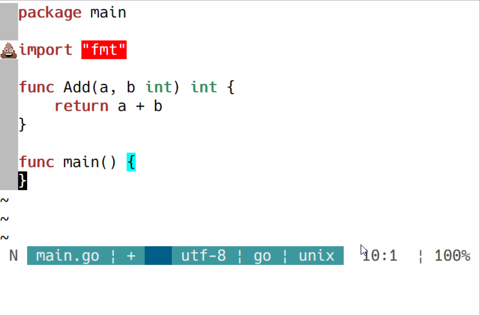 package main
import "fmt"
func Add(a, b int) int {
    return a + b
}
func main() {
}
~
~
~
N main.go ¦ + utf-8 ¦ go ¦ unix 10:1 ¦ 100%